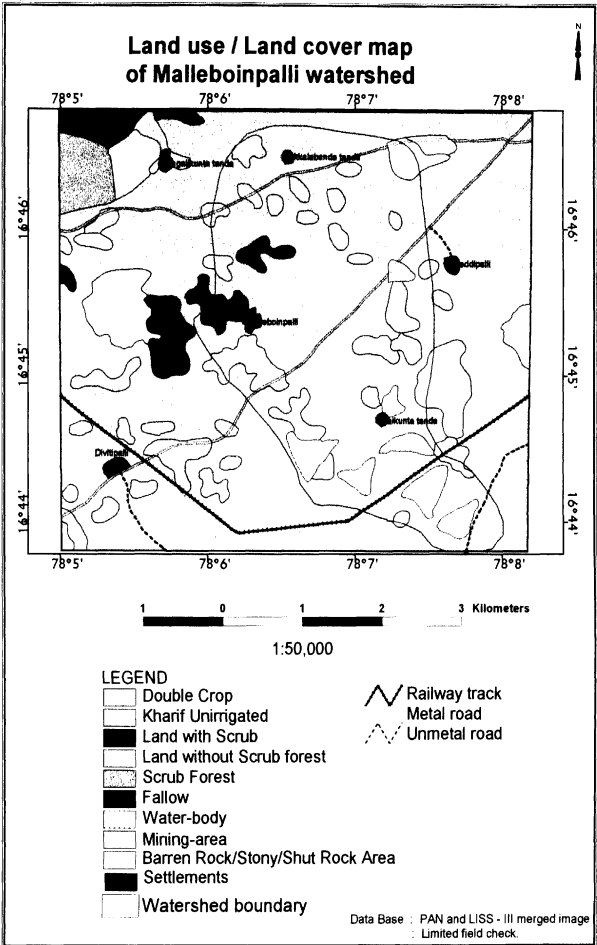 N
Land use / Land cover map
of Malleboinpalli watershed
78°5' 78°6' 78°7' 78°8'
tanda
tanda
16°46' 16°46'
16°45' 16°45'
tanda
Divitipalli
16°44' 16°44'
78°5' 78°6' 78°7' 78°8'
1 0 1 2 3 Kilometers
1:50,000
LEGEND
Double Crop
Kharif Unirrigated
Land with Scrub
Land without Scrub forest
Scrub Forest
Fallow
Water-body
Mining-area
Barren Rock/Stony/Shut Rock Area
Settlements
Watershed boundary
Railway track
Metal road
Unmetal road
Data Base : PAN and LISS - III merged image
: Limited field check.